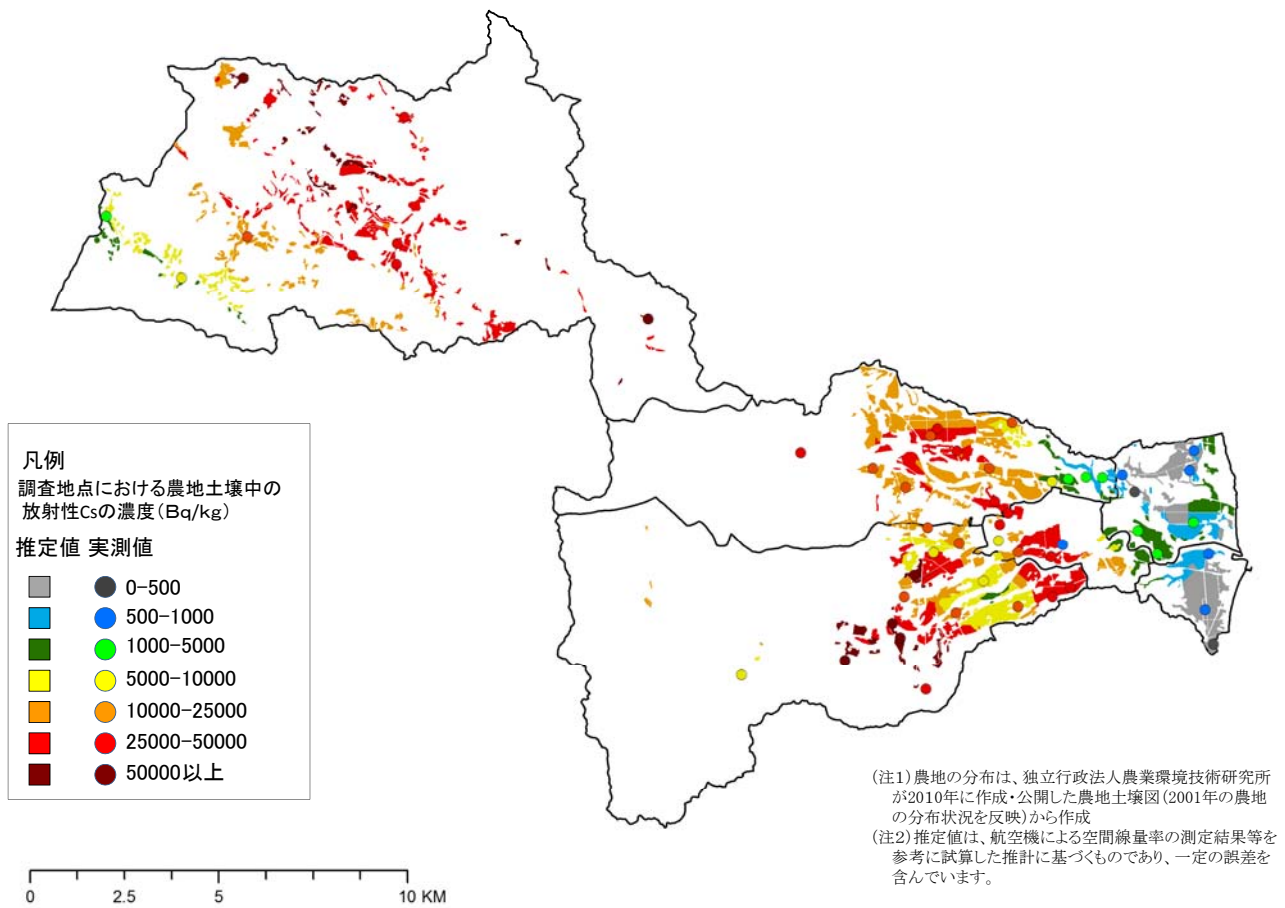 凡例
調査地点における農地土壌中の
放射性Csの濃度(Bq/kg)
推定値 実測値
0-500
500-1000
1000-5000
5000-10000
10000-25000
25000-50000
50000以上
(注1)農地の分布は、独立行政法人農業環境技術研究所
が2010年に作成・公開した農地土壌図(2001年の農地
の分布状況を反映)から作成
(注2)推定値は、航空機による空間線量率の測定結果等を
参考に試算した推計に基づくものであり、一定の誤差を
含んでいます。
0 2.5 5 10 KM